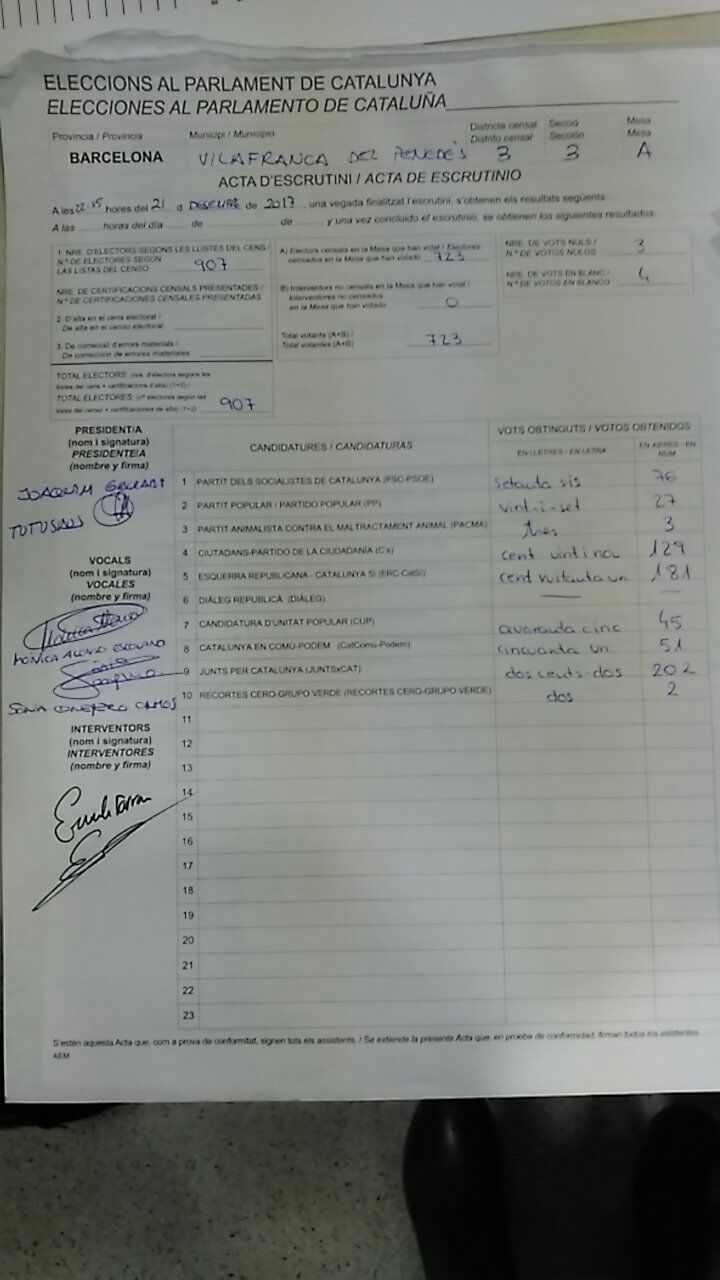 ELECCIONS AL PARLAMENT DE CATALUNYA
ELECCIONES AL PARLAMENTO DE CATALUÑA
Provincia / Provincia Municipi / Municipio Districte censal Secció Mesa
Distrito censal Sección Mesa
BARCELONA VILAFRANCA DEL PENEDÈS 3 3 A
ACTA D'ESCRUTINI / ACTA DE ESCRUTINIO
A les 22 15 hores del 21 d DESEMBRE de 2017, una vegada finalitzat l'escrutini, s'obtenen els resultats següents:
A las hores del día de de , y una vez concluido el escrutinio, se obtienen los siguientes resultados:
1. NRE. D'ELECTORS SEGONS LES LLISTES DEL CENS /
N.º DE ELECTORES SEGÚN
LAS LISTAS DEL CENSO 907
NRE. DE CERTIFICACIONS CENSALS PRESENTADES /
N.º DE CERTIFICACIONES CENSALES PRESENTADAS
2. D'alta en el cens electoral /
De alta en el censo electoral:
3. De correcció d'errors materials /
De corrección de errores materiales:
TOTAL ELECTORS: (nre. d'electors segons les
llistes del cens + certificacions d'alta) (1+2) /
TOTAL ELECTORES: (nº electores según las
listas del censo + certificaciones de alta) (1+2) 907
A) Electors censats en la Mesa que han votat / Electores
censados en la Mesa que han votado 723
B) Interventors no censats en la Mesa que han votat /
Interventores no censados
en la Mesa que han votado 0
Total votants (A+B) /
Total votantes (A+B) 723
NRE. DE VOTS NULS /
N.º DE VOTOS NULOS 3
NRE. DE VOTS EN BLANC /
N.º DE VOTOS EN BLANCO 4
PRESIDENT/A
(nom i signatura)
PRESIDENTE/A
(nombre y firma)
JOAQUIM
TOTUSAUS
VOCALS
(nom i signatura)
VOCALES
(nombre y firma)
MÓNICA ALONSO
SONIA CONEJERO
INTERVENTORS
(nom i signatura)
INTERVENTORES
(nombre y firma)
CANDIDATURES / CANDIDATURAS VOTS OBTINGUTS / VOTOS OBTENIDOS
EN LLETRES / EN LETRA EN XIFRES / EN NÚM
1 PARTIT DELS SOCIALISTES DE CATALUNYA (PSC-PSOE) setanta sis 76
2 PARTIT POPULAR / PARTIDO POPULAR (PP) vint-i-set 27
3 PARTIT ANIMALISTA CONTRA EL MALTRACTAMENT ANIMAL (PACMA) tres 3
4 CIUTADANS-PARTIDO DE LA CIUDADANÍA (C's) cent vintinou 129
5 ESQUERRA REPUBLICANA - CATALUNYA SÍ (ERC-CatSí) cent vuitanta un 181
6 DIÀLEG REPUBLICÀ (DIÀLEG) — —
7 CANDIDATURA D'UNITAT POPULAR (CUP) quaranta cinc 45
8 CATALUNYA EN COMÚ-PODEM (CatComú-Podem) cinquanta un 51
9 JUNTS PER CATALUNYA (JUNTSxCAT) dos cents dos 202
10 RECORTES CERO-GRUPO VERDE (RECORTES CERO-GRUPO VERDE) dos 2
11
12
13
14
15
16
17
18
19
20
21
22
23
S'estén aquesta Acta que, com a prova de conformitat, signen tots els assistents. / Se extiende la presente Acta que, en prueba de conformidad, firman todos los asistentes.
AEM